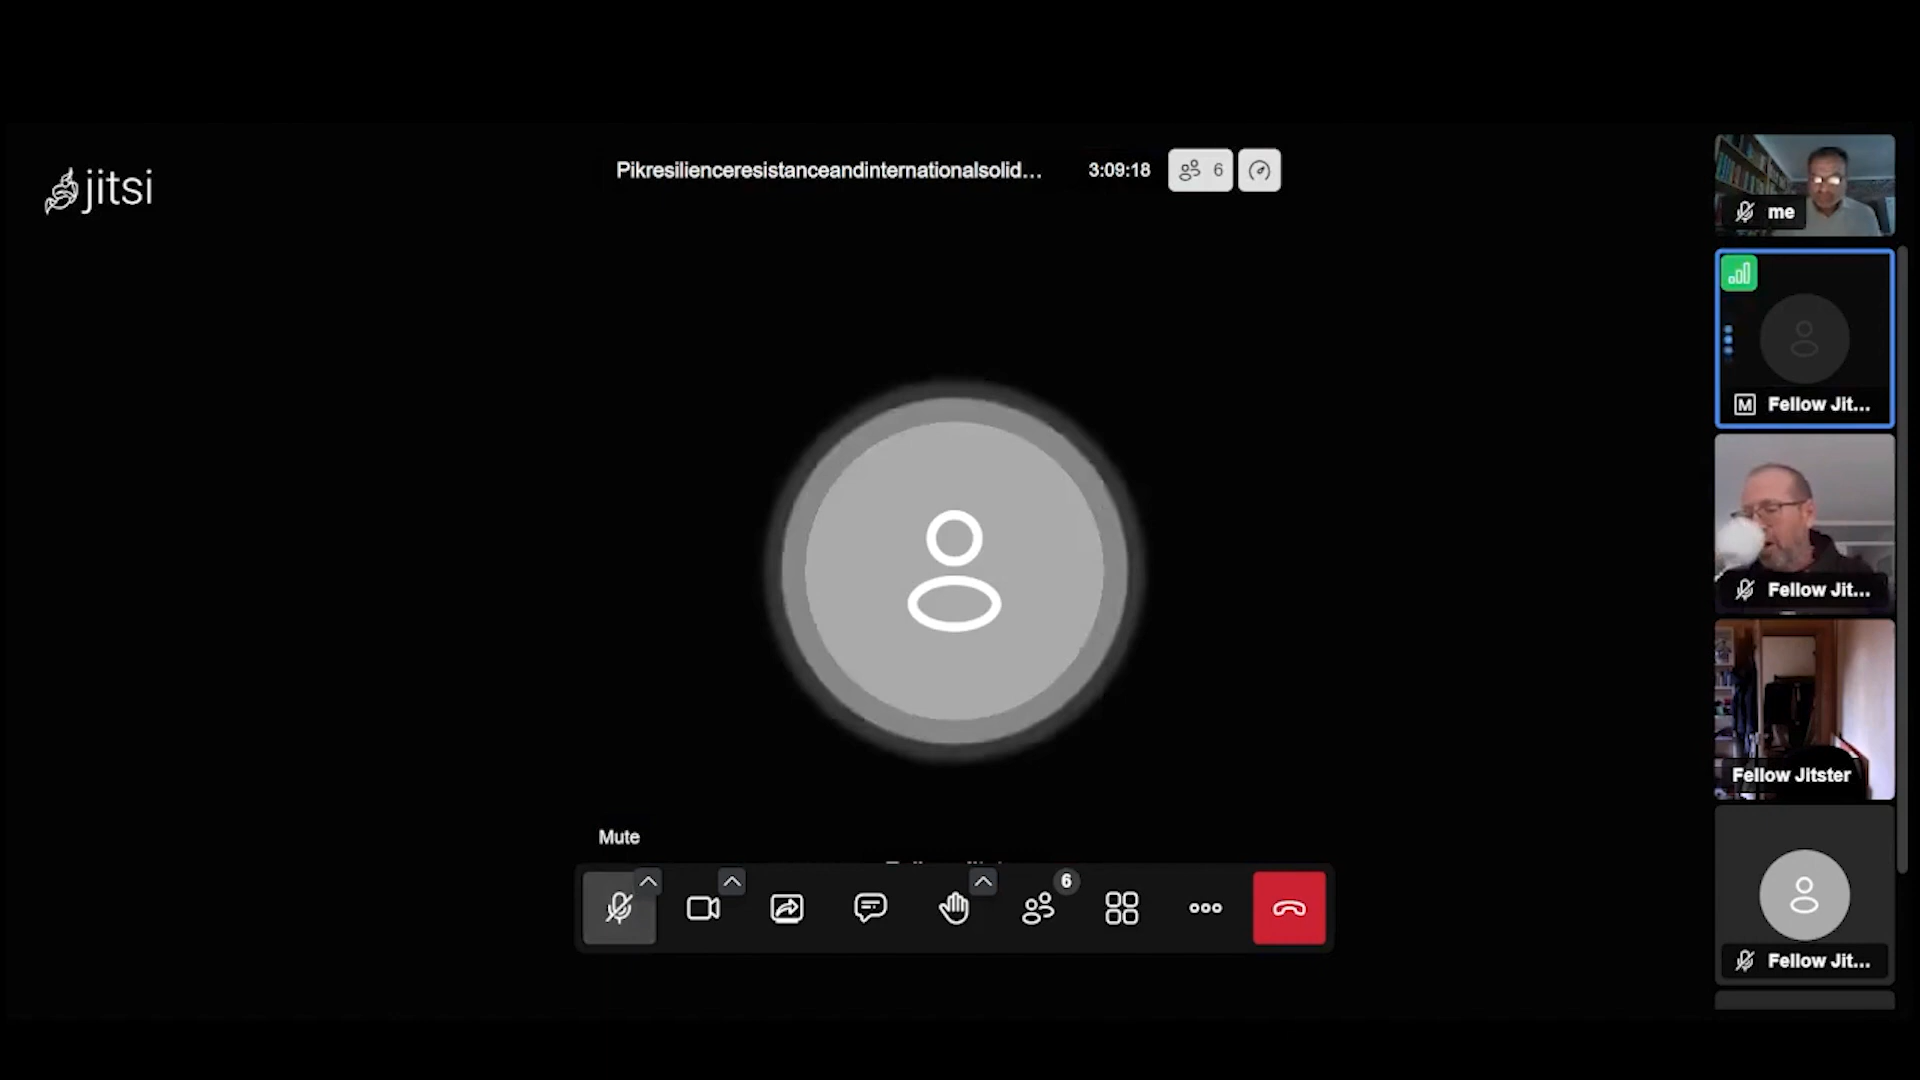 jitsi
Pikresilienceresistanceandinternationalsolid...
3:09:18
6
me
M Fellow Jit...
Fellow Jit...
Fellow Jitster
Fellow Jit...
Mute
6